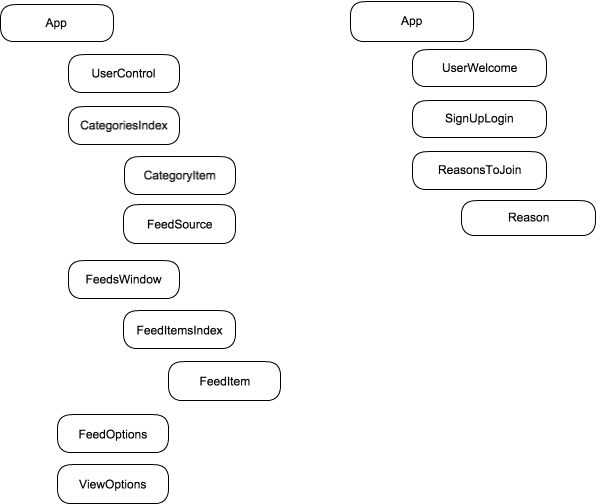 App
UserControl
CategoriesIndex
CategoryItem
FeedSource
FeedsWindow
FeedItemsIndex
FeedItem
FeedOptions
ViewOptions
App
UserWelcome
SignUpLogin
ReasonsToJoin
Reason